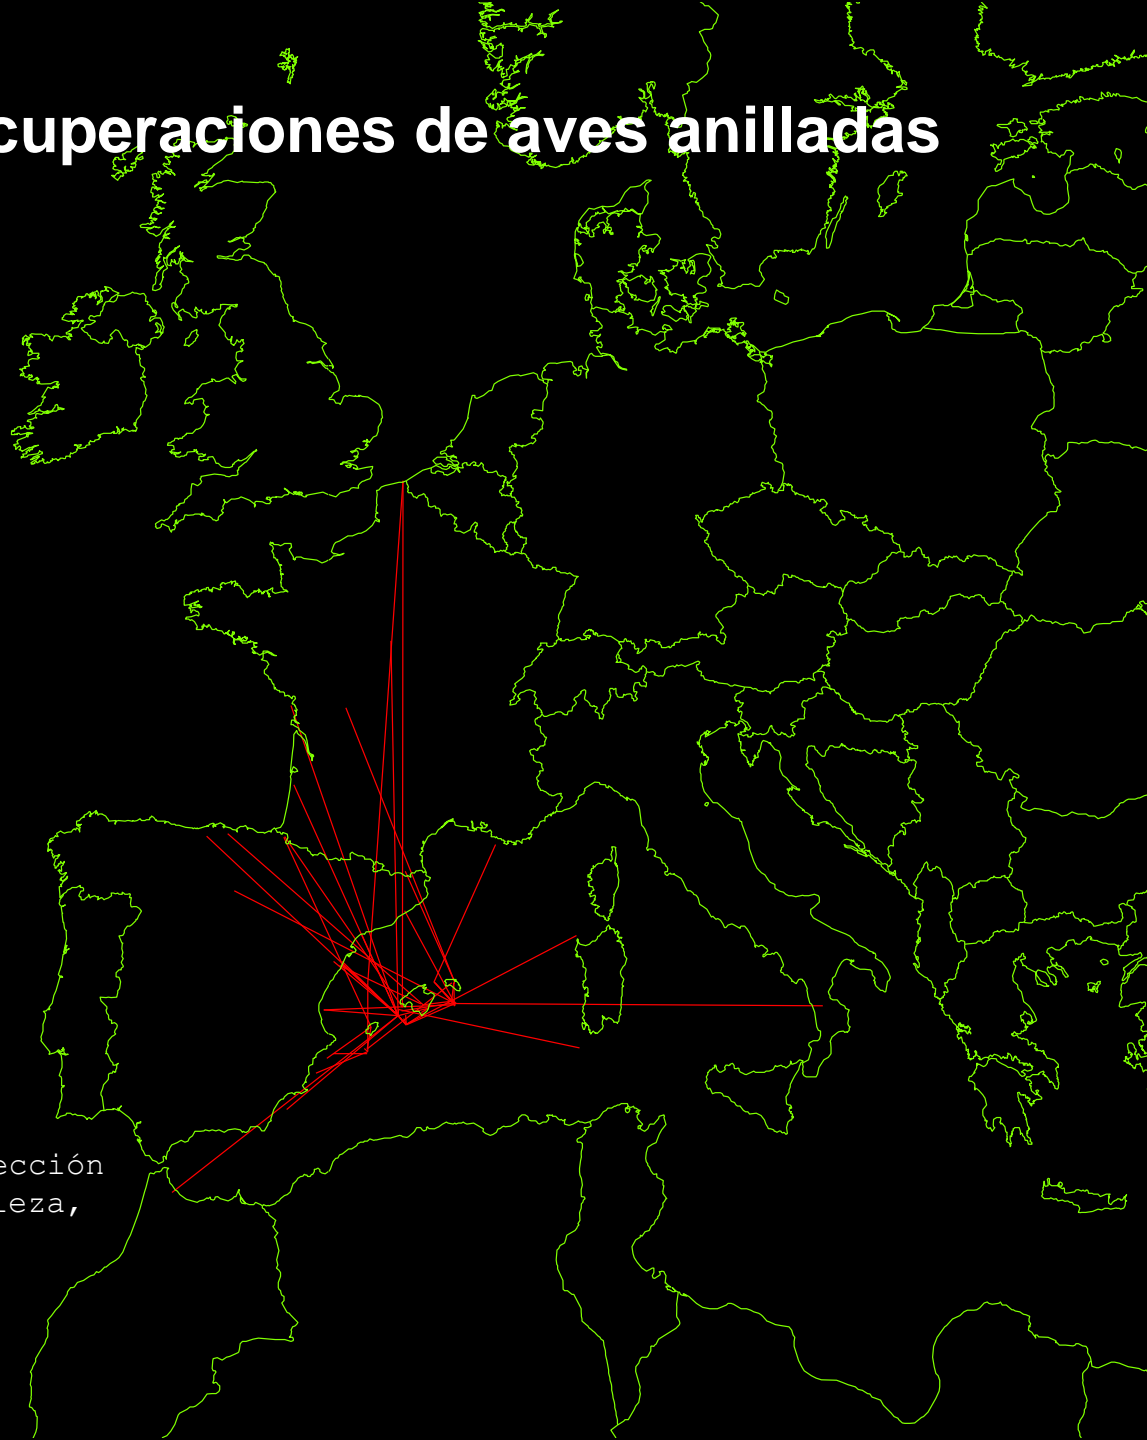 cuperaciones de aves anilladas
ección
leza,